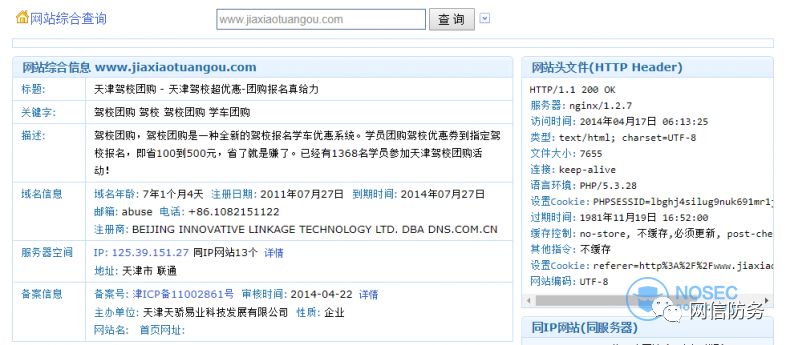 网站综合查询
www.jiaxiaotuangou.com
查 询
网站综合信息 www.jiaxiaotuangou.com
标题: 天津驾校团购 - 天津驾校超优惠-团购报名真给力
关键字: 驾校团购 驾校 驾校团购 学车团购
描述: 驾校团购，驾校团购是一种全新的驾校报名学车优惠系统。学员团购驾校优惠券到指定驾
校报名，即省100到500元，省了就是赚了。已经有1368名学员参加天津驾校团购活
动！
域名信息 域名年龄: 7年1个月4天 注册日期: 2011年07月27日 到期时间: 2014年07月27日
邮箱: abuse 电话: +86.1082151122
注册商: BEIJING INNOVATIVE LINKAGE TECHNOLOGY LTD. DBA DNS.COM.CN
服务器空间 IP: 125.39.151.27 同IP网站13个 详情
地址: 天津市 联通
备案信息 备案号: 津ICP备11002861号 审核时间: 2014-04-22 详情
主办单位: 天津天骄易业科技发展有限公司 性质: 企业
网站名: 首页网址:
网站头文件(HTTP Header)
HTTP/1.1 200 OK
服务器: nginx/1.2.7
访问时间: 2014年04月17日 06:13:25
类型: text/html; charset=UTF-8
文件大小: 7655
连接: keep-alive
语言环境: PHP/5.3.28
设置Cookie: PHPSESSID=lbghj4silug9nuk691mr1j
过期时间: 1981年11月19日 16:52:00
缓存控制: no-store, 不缓存,必须更新, post-che
其他指令: 不缓存
设置Cookie: referer=http%3A%2F%2Fwww.jiaxia
网站编码: UTF-8
NOSEC
网信防务
同IP网站(同服务器)